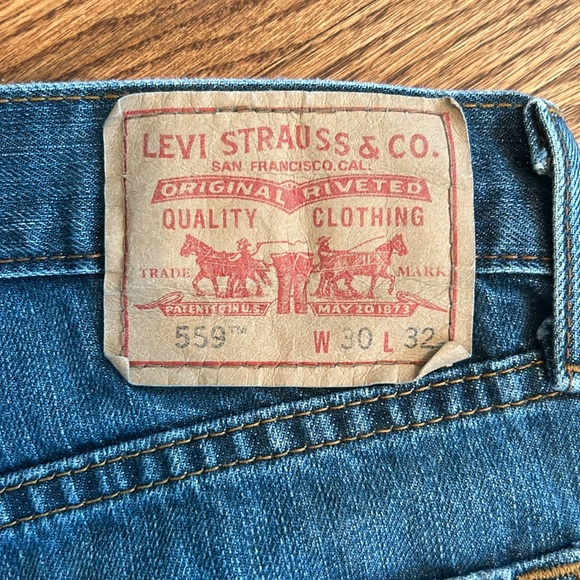 LEVI STRAUSS & CO.
SAN FRANCISCO, CAL.
ORIGINAL RIVETED
QUALITY CLOTHING
TRADE MARK
PATENTED IN U.S. MAY 20 1873
559™ W 30 L 32